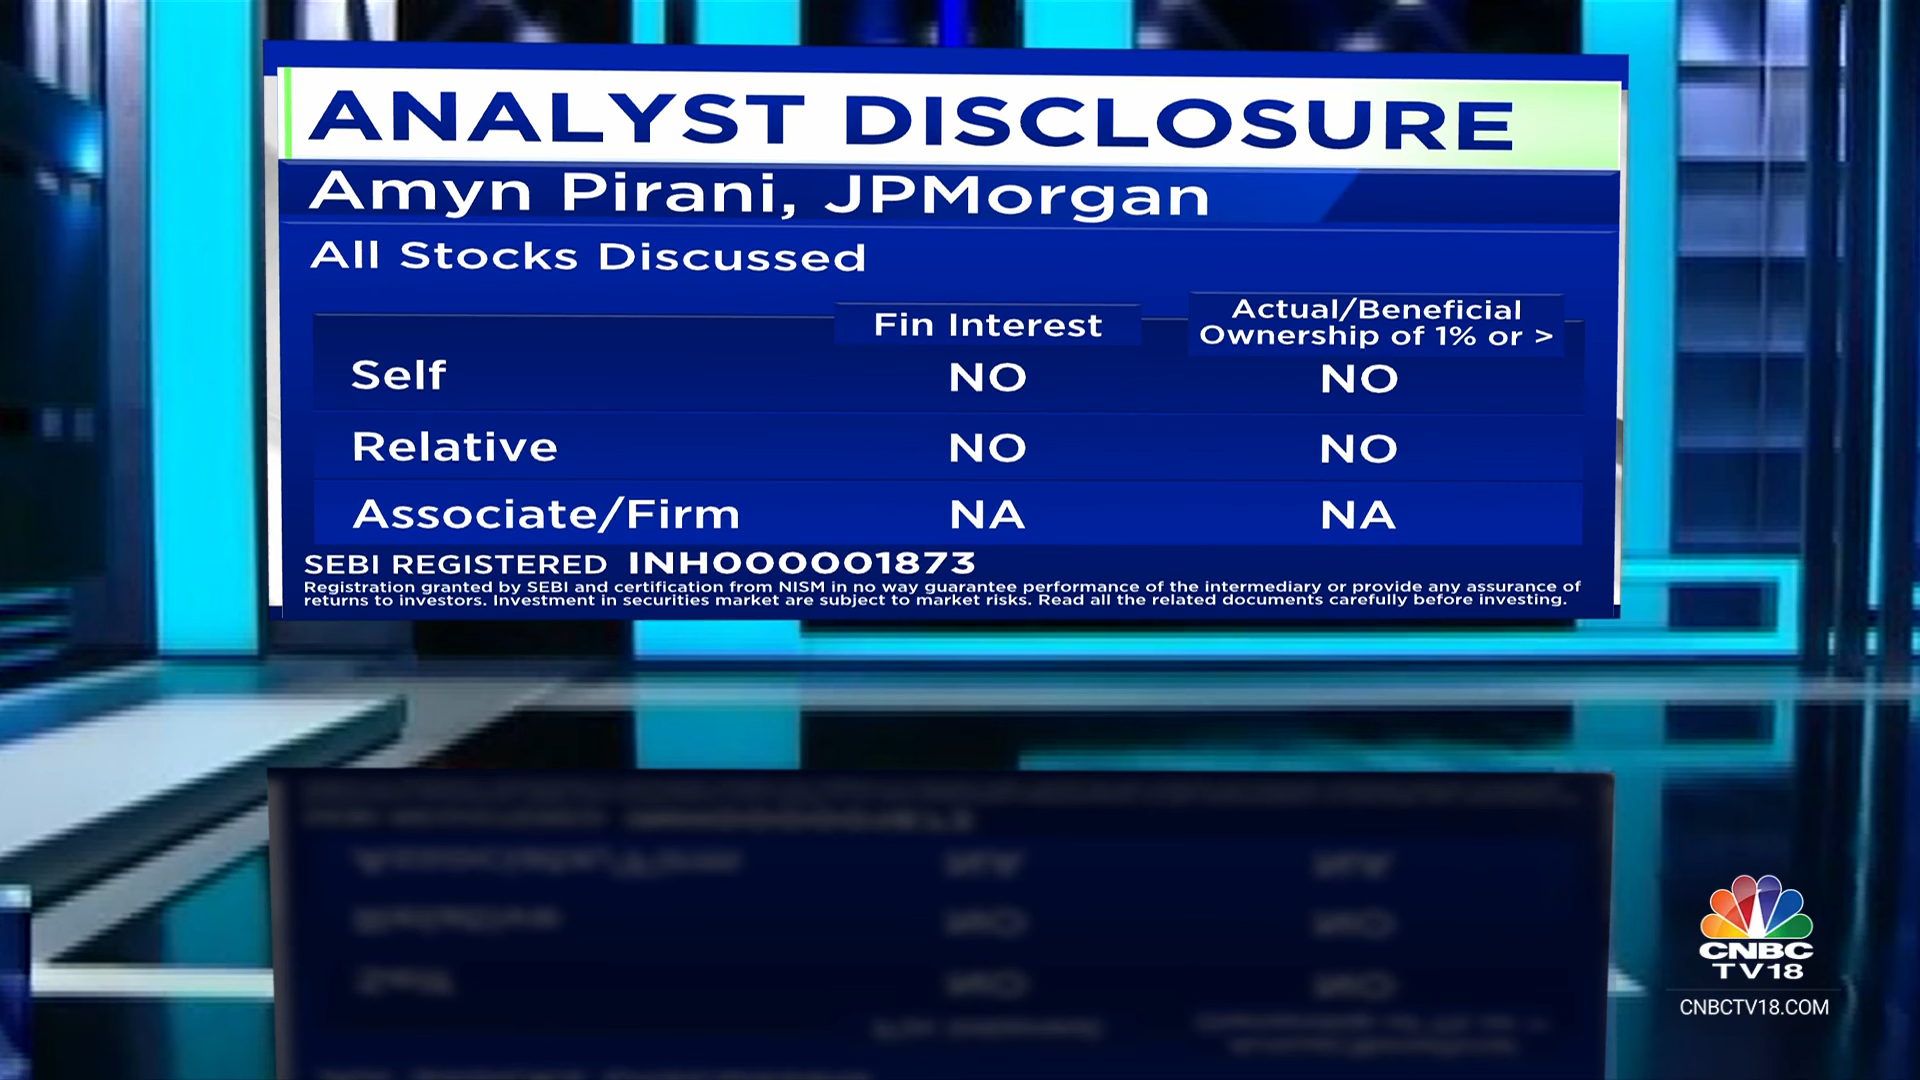 ANALYST DISCLOSURE
Amyn Pirani, JPMorgan
All Stocks Discussed
Fin Interest
Actual/Beneficial
Ownership of 1% or >
Self NO NO
Relative NO NO
Associate/Firm NA NA
SEBI REGISTERED INH000001873
Registration granted by SEBI and certification from NISM in no way guarantee performance of the intermediary or provide any assurance of
returns to investors. Investment in securities market are subject to market risks. Read all the related documents carefully before investing.
CNBC
TV18
CNBCTV18.COM